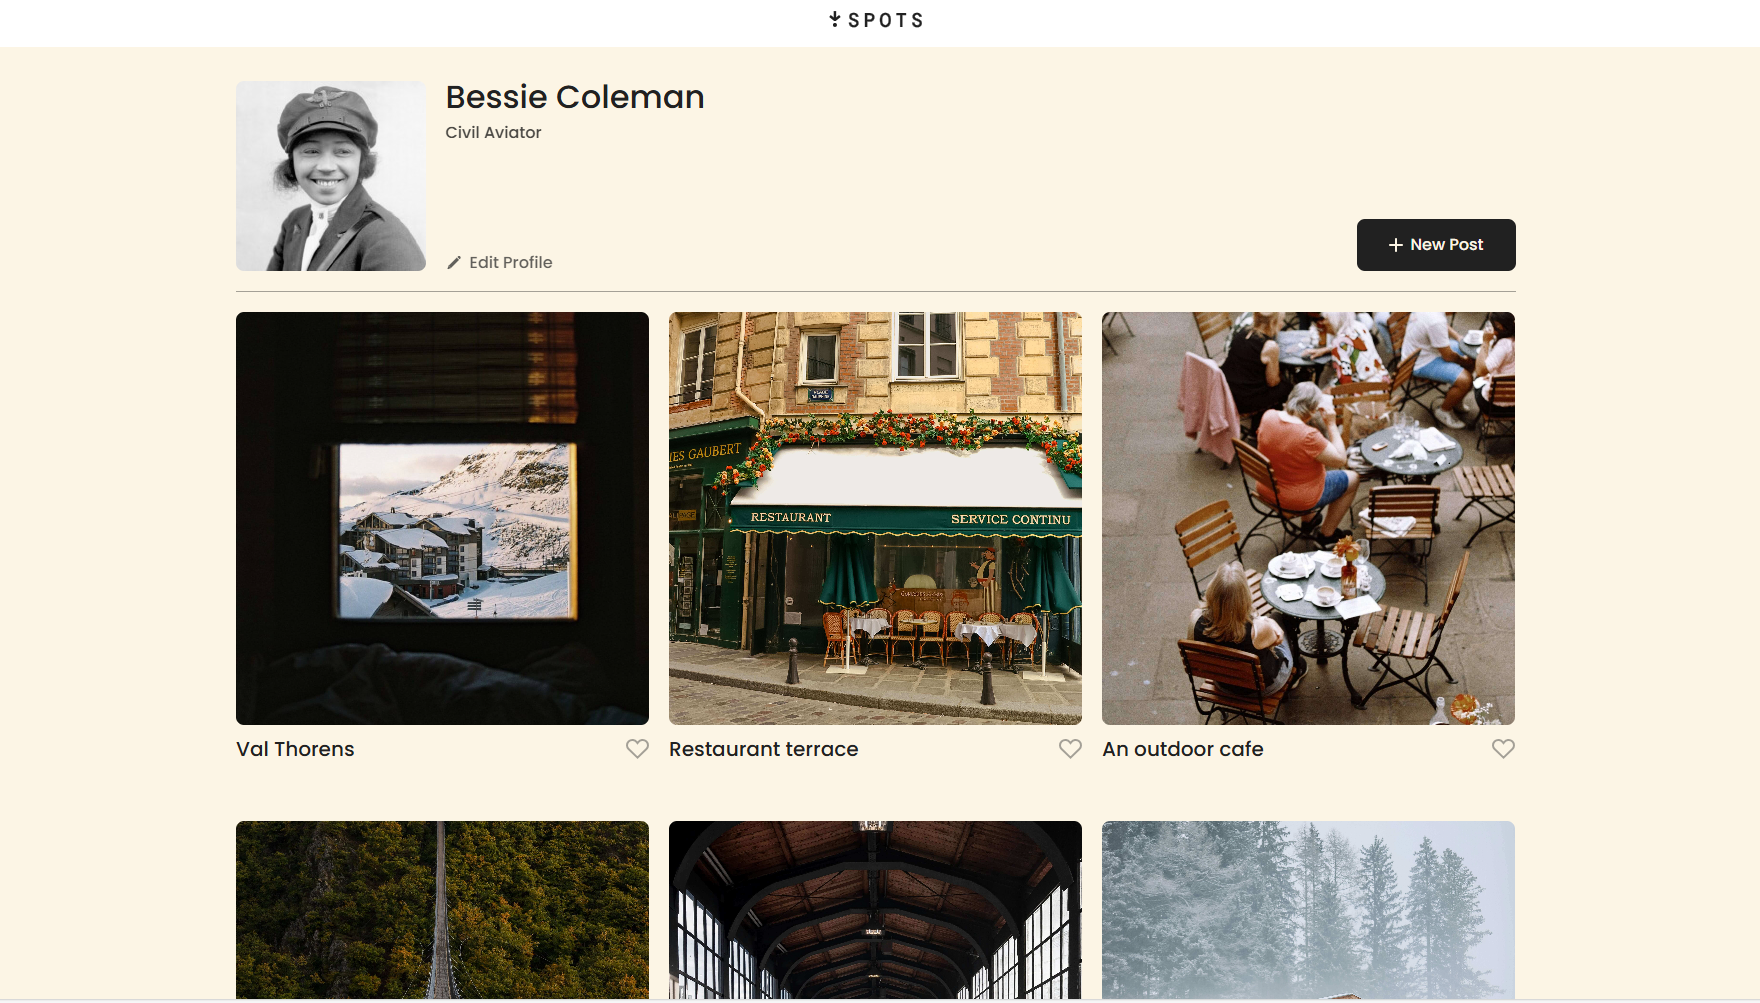 SPOTS
Bessie Coleman
Civil Aviator
Edit Profile
New Post
IES GAUBERT
RESTAURANT
SERVICE CONTINU
Val Thorens
Restaurant terrace
An outdoor cafe